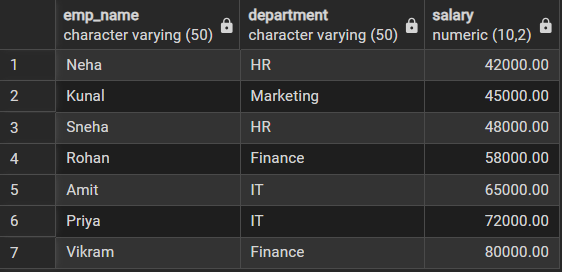 emp_name department salary
character varying (50) character varying (50) numeric (10,2)
1 Neha HR 42000.00
2 Kunal Marketing 45000.00
3 Sneha HR 48000.00
4 Rohan Finance 58000.00
5 Amit IT 65000.00
6 Priya IT 72000.00
7 Vikram Finance 80000.00